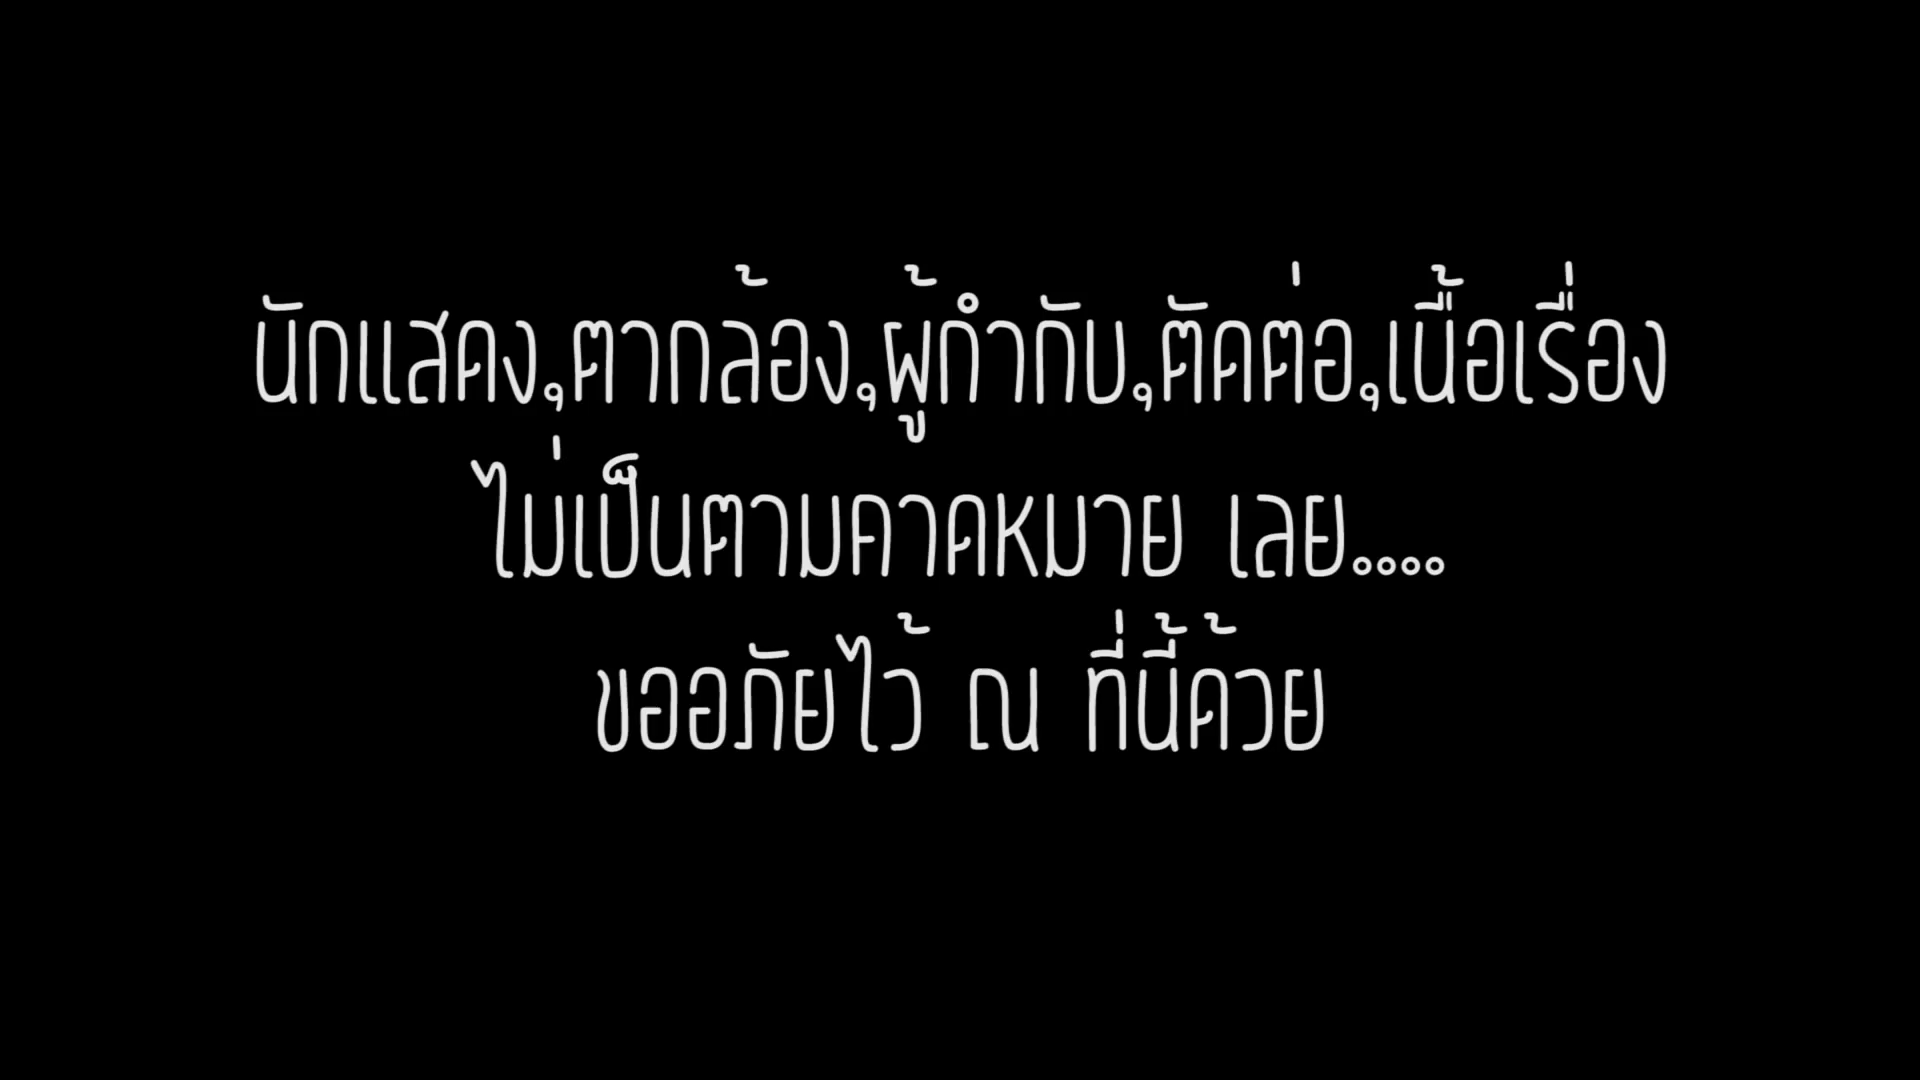 นักแสดง,ตากล้อง,ผู้กำกับ,ตัดต่อ,เนื้อเรื่อง
ไม่เป็นตามคาดหมาย เลย....
ขออภัยไว้ ณ ที่นี้ด้วย